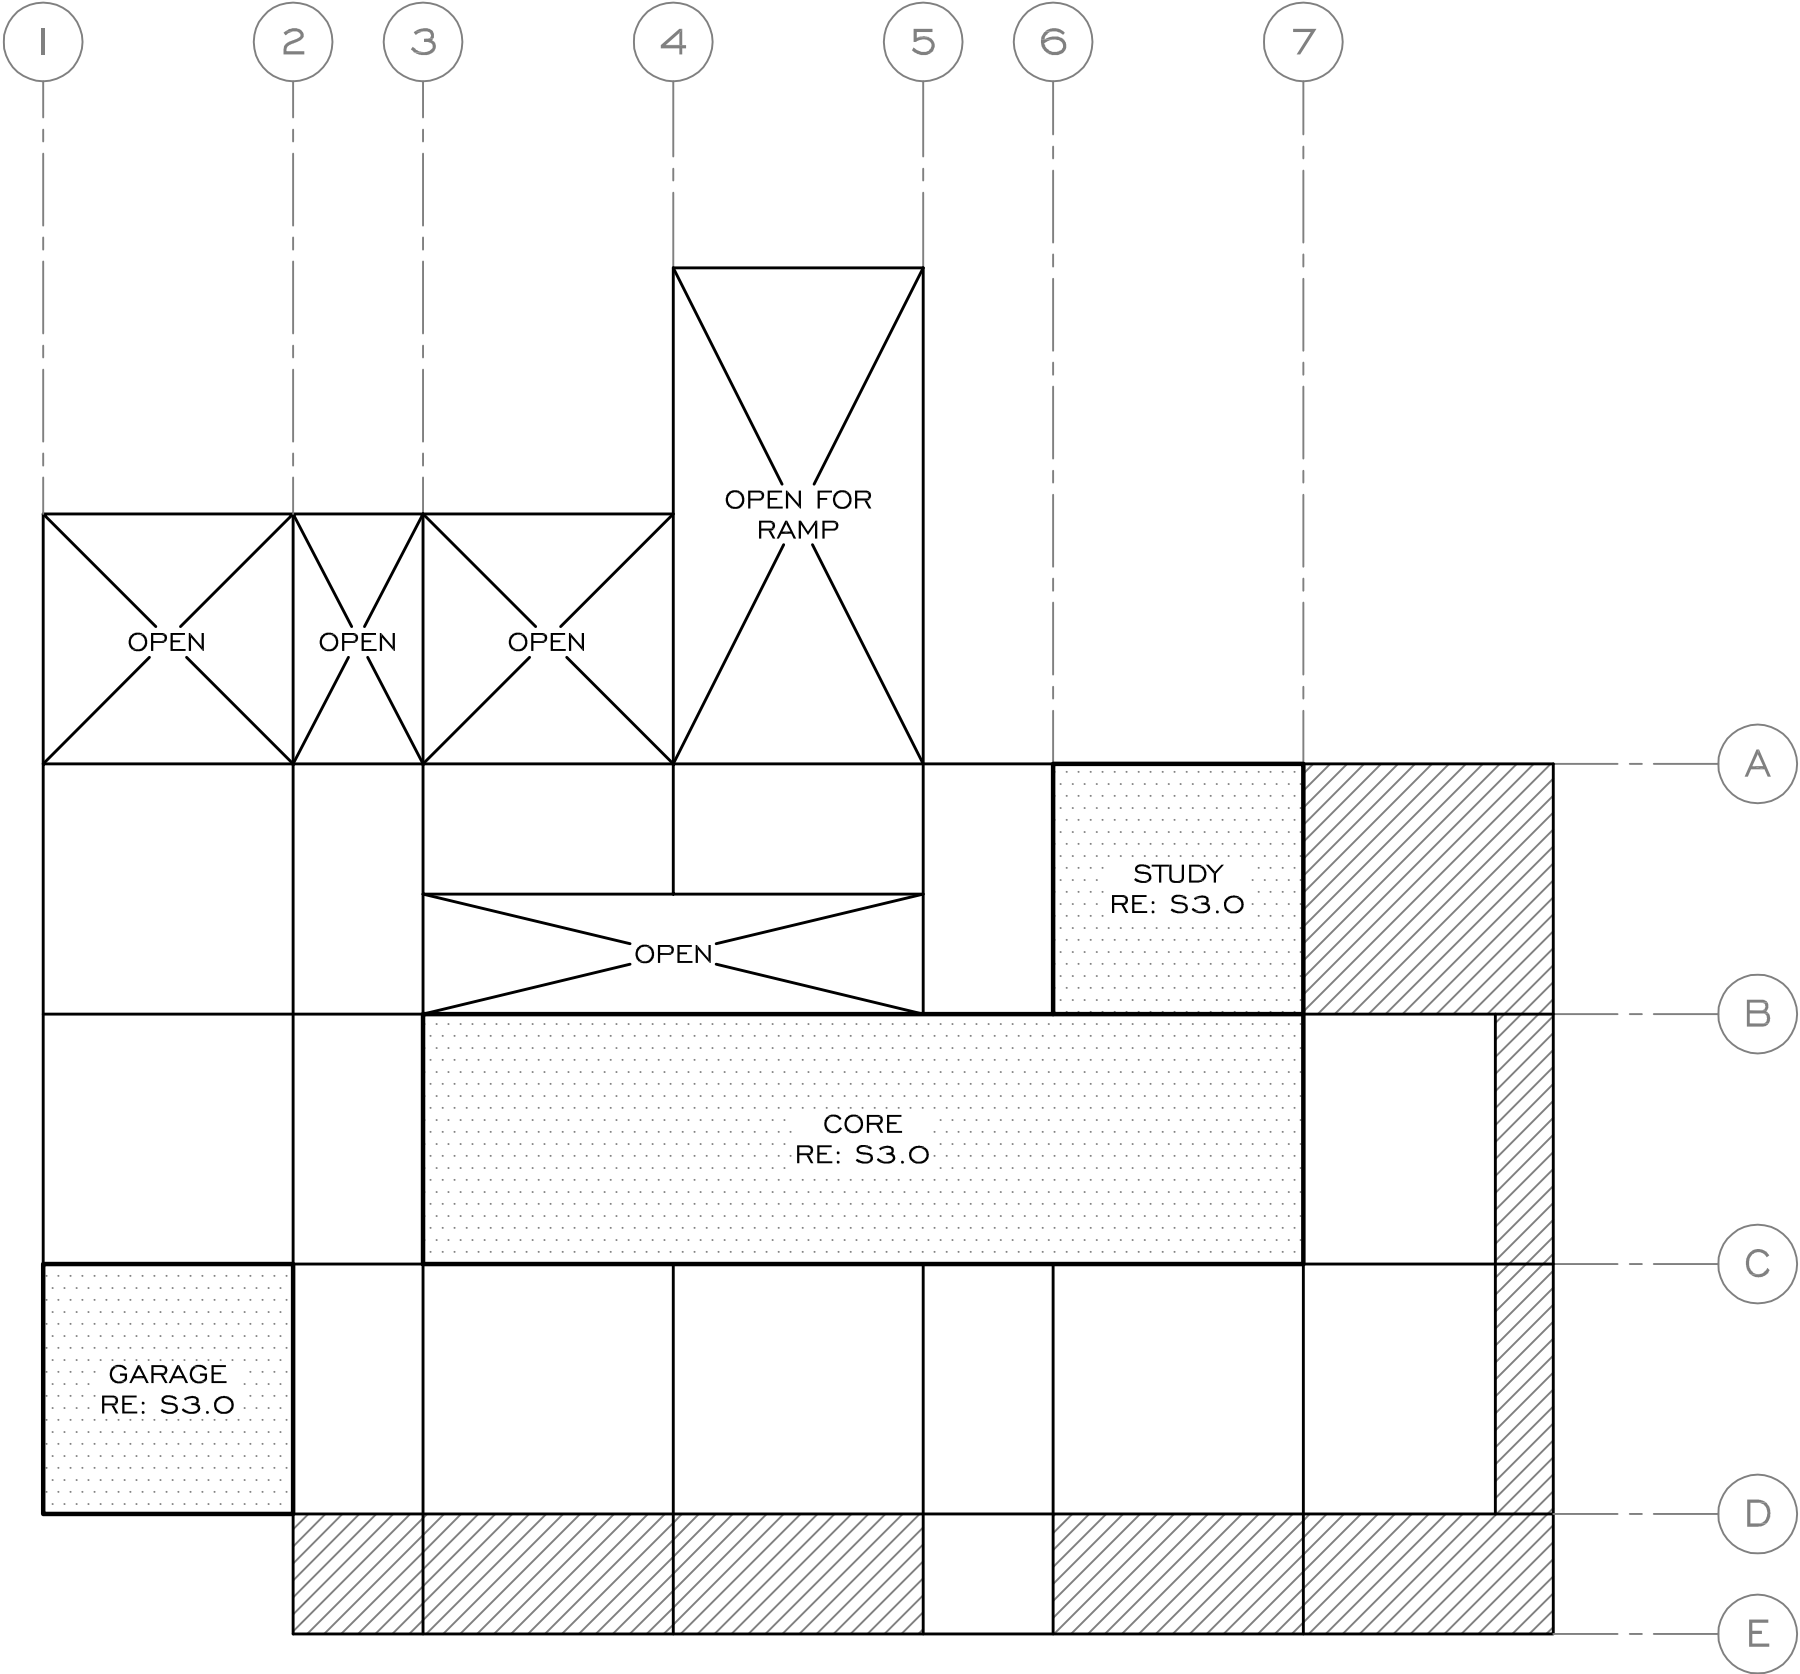 1 2 3 4 5 6 7
OPEN FOR
RAMP
OPEN OPEN OPEN
A
STUDY
RE: S3.0
OPEN
B
CORE
RE: S3.0
C
GARAGE
RE: S3.0
D
E